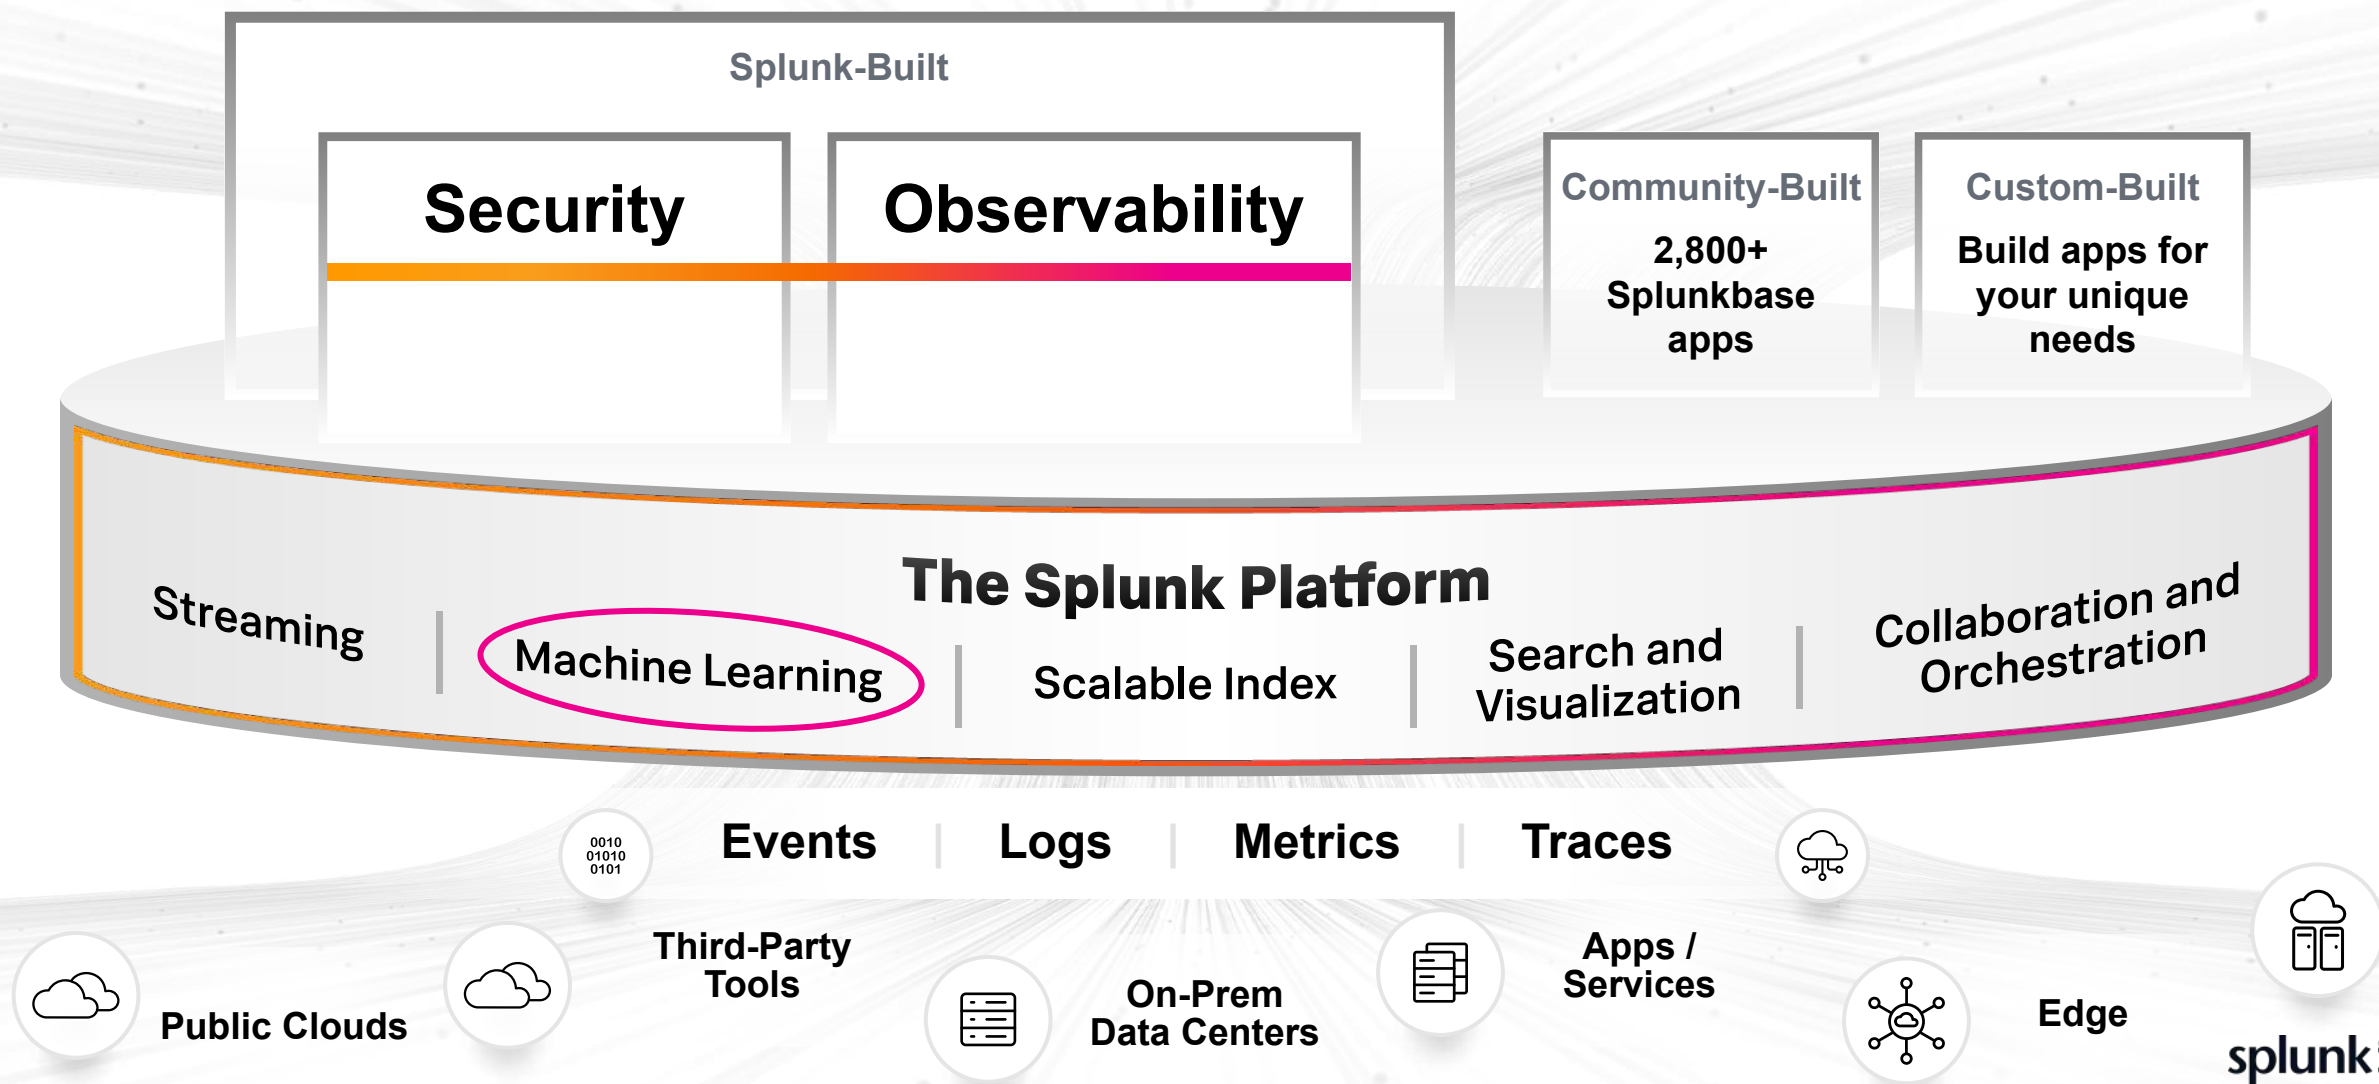 Splunk-Built
Security
Observability
Community-Built
2,800+
Splunkbase
apps
Custom-Built
Build apps for
your unique
needs
The Splunk Platform
Streaming
Machine Learning
Scalable Index
Search and
Visualization
Collaboration and
Orchestration
0010
01010
0101
Events
Logs
Metrics
Traces
Public Clouds
Third-Party
Tools
On-Prem
Data Centers
Apps /
Services
Edge
splunk